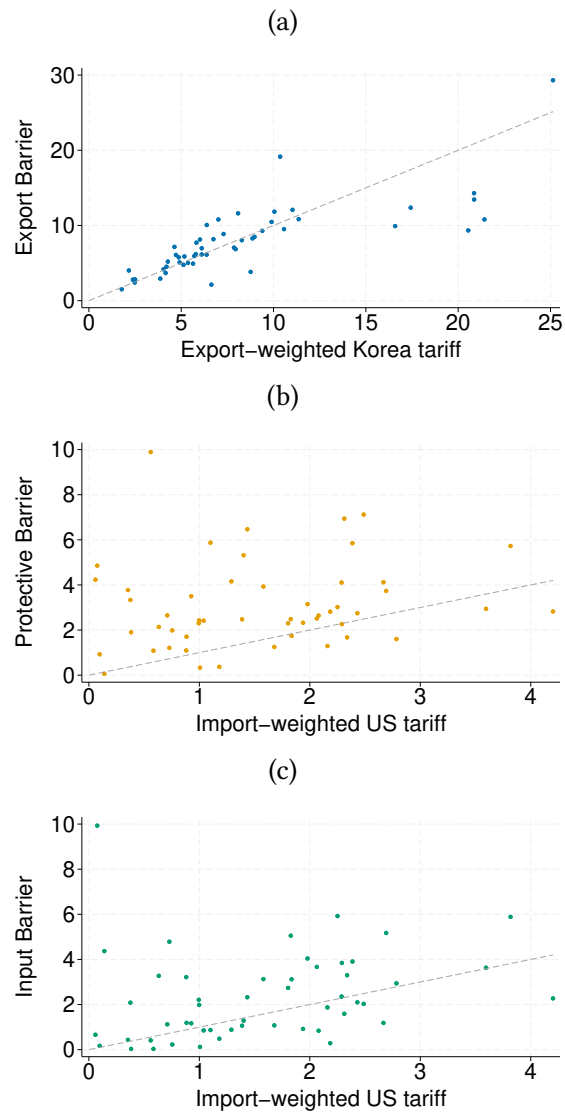 (a)
30
20
10
0
Export Barrier
0 5 10 15 20 25
Export−weighted Korea tariff
(b)
10
8
6
4
2
0
Protective Barrier
0 1 2 3 4
Import−weighted US tariff
(c)
10
8
6
4
2
0
Input Barrier
0 1 2 3 4
Import−weighted US tariff